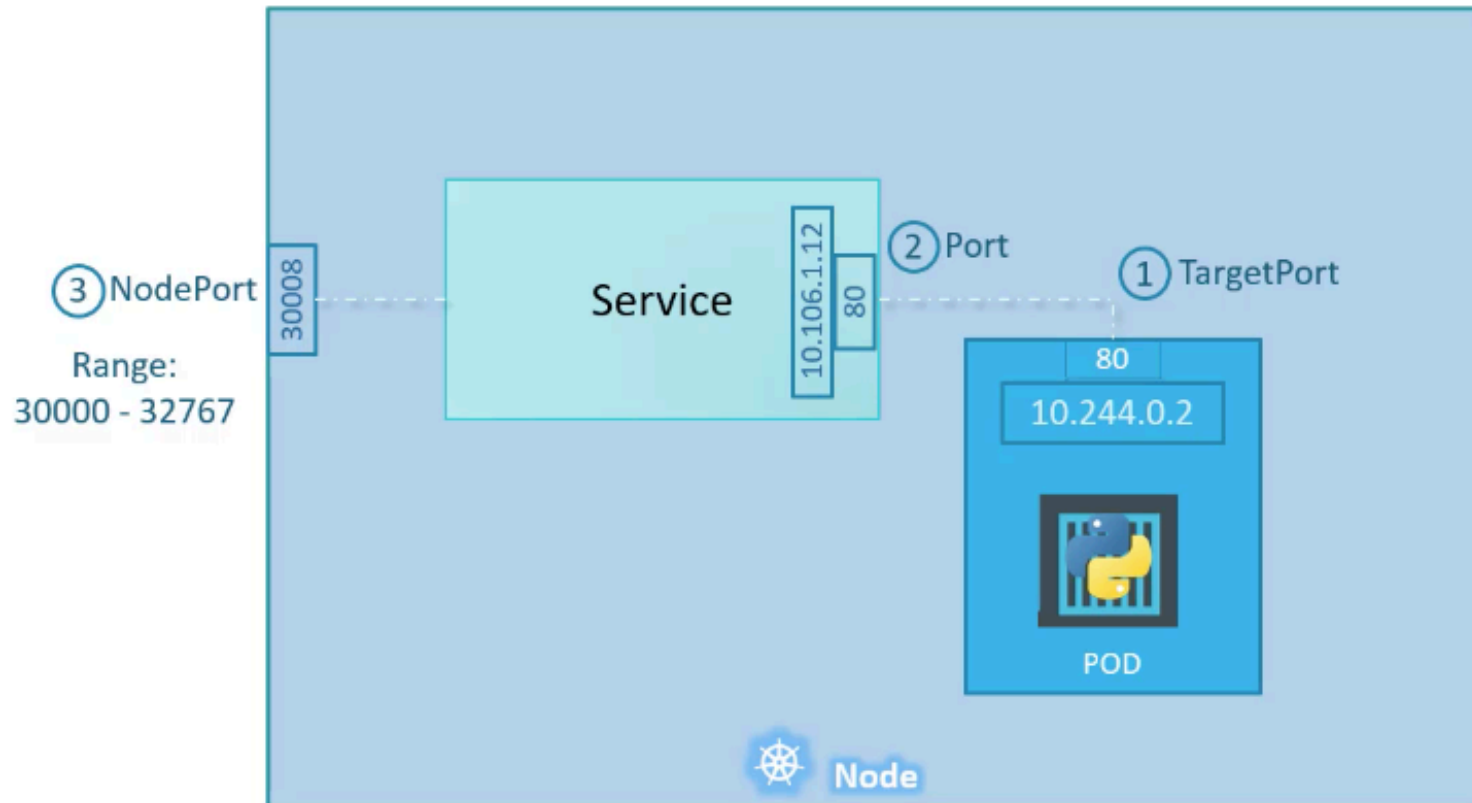 3 NodePort
Range:
30000 - 32767
30008
Service
10.106.1.12
80
2 Port
1 TargetPort
80
10.244.0.2
POD
Node